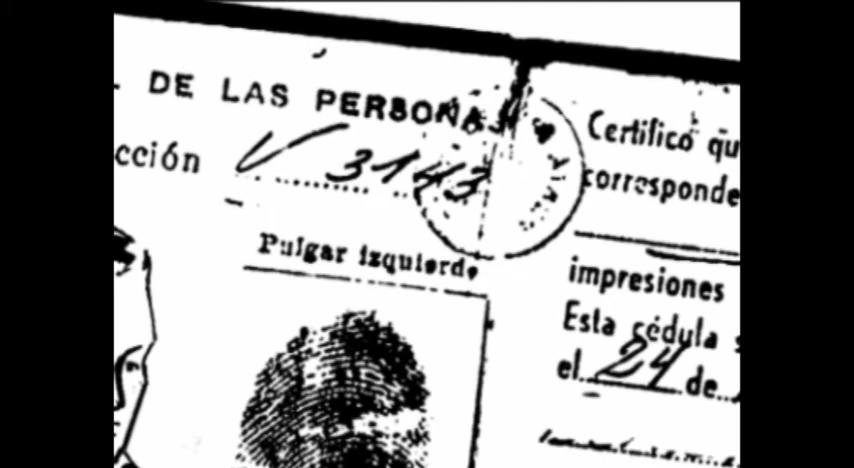 DE LAS PERSONAS
cción V 3143
Pulgar izquierdo
Certifico qu
corresponde
impresiones
Esta cédula s
el 24 de